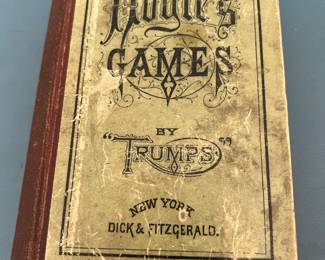 Hoyle's
GAMES
BY
"TRUMPS"
NEW YORK
DICK & FITZGERALD.